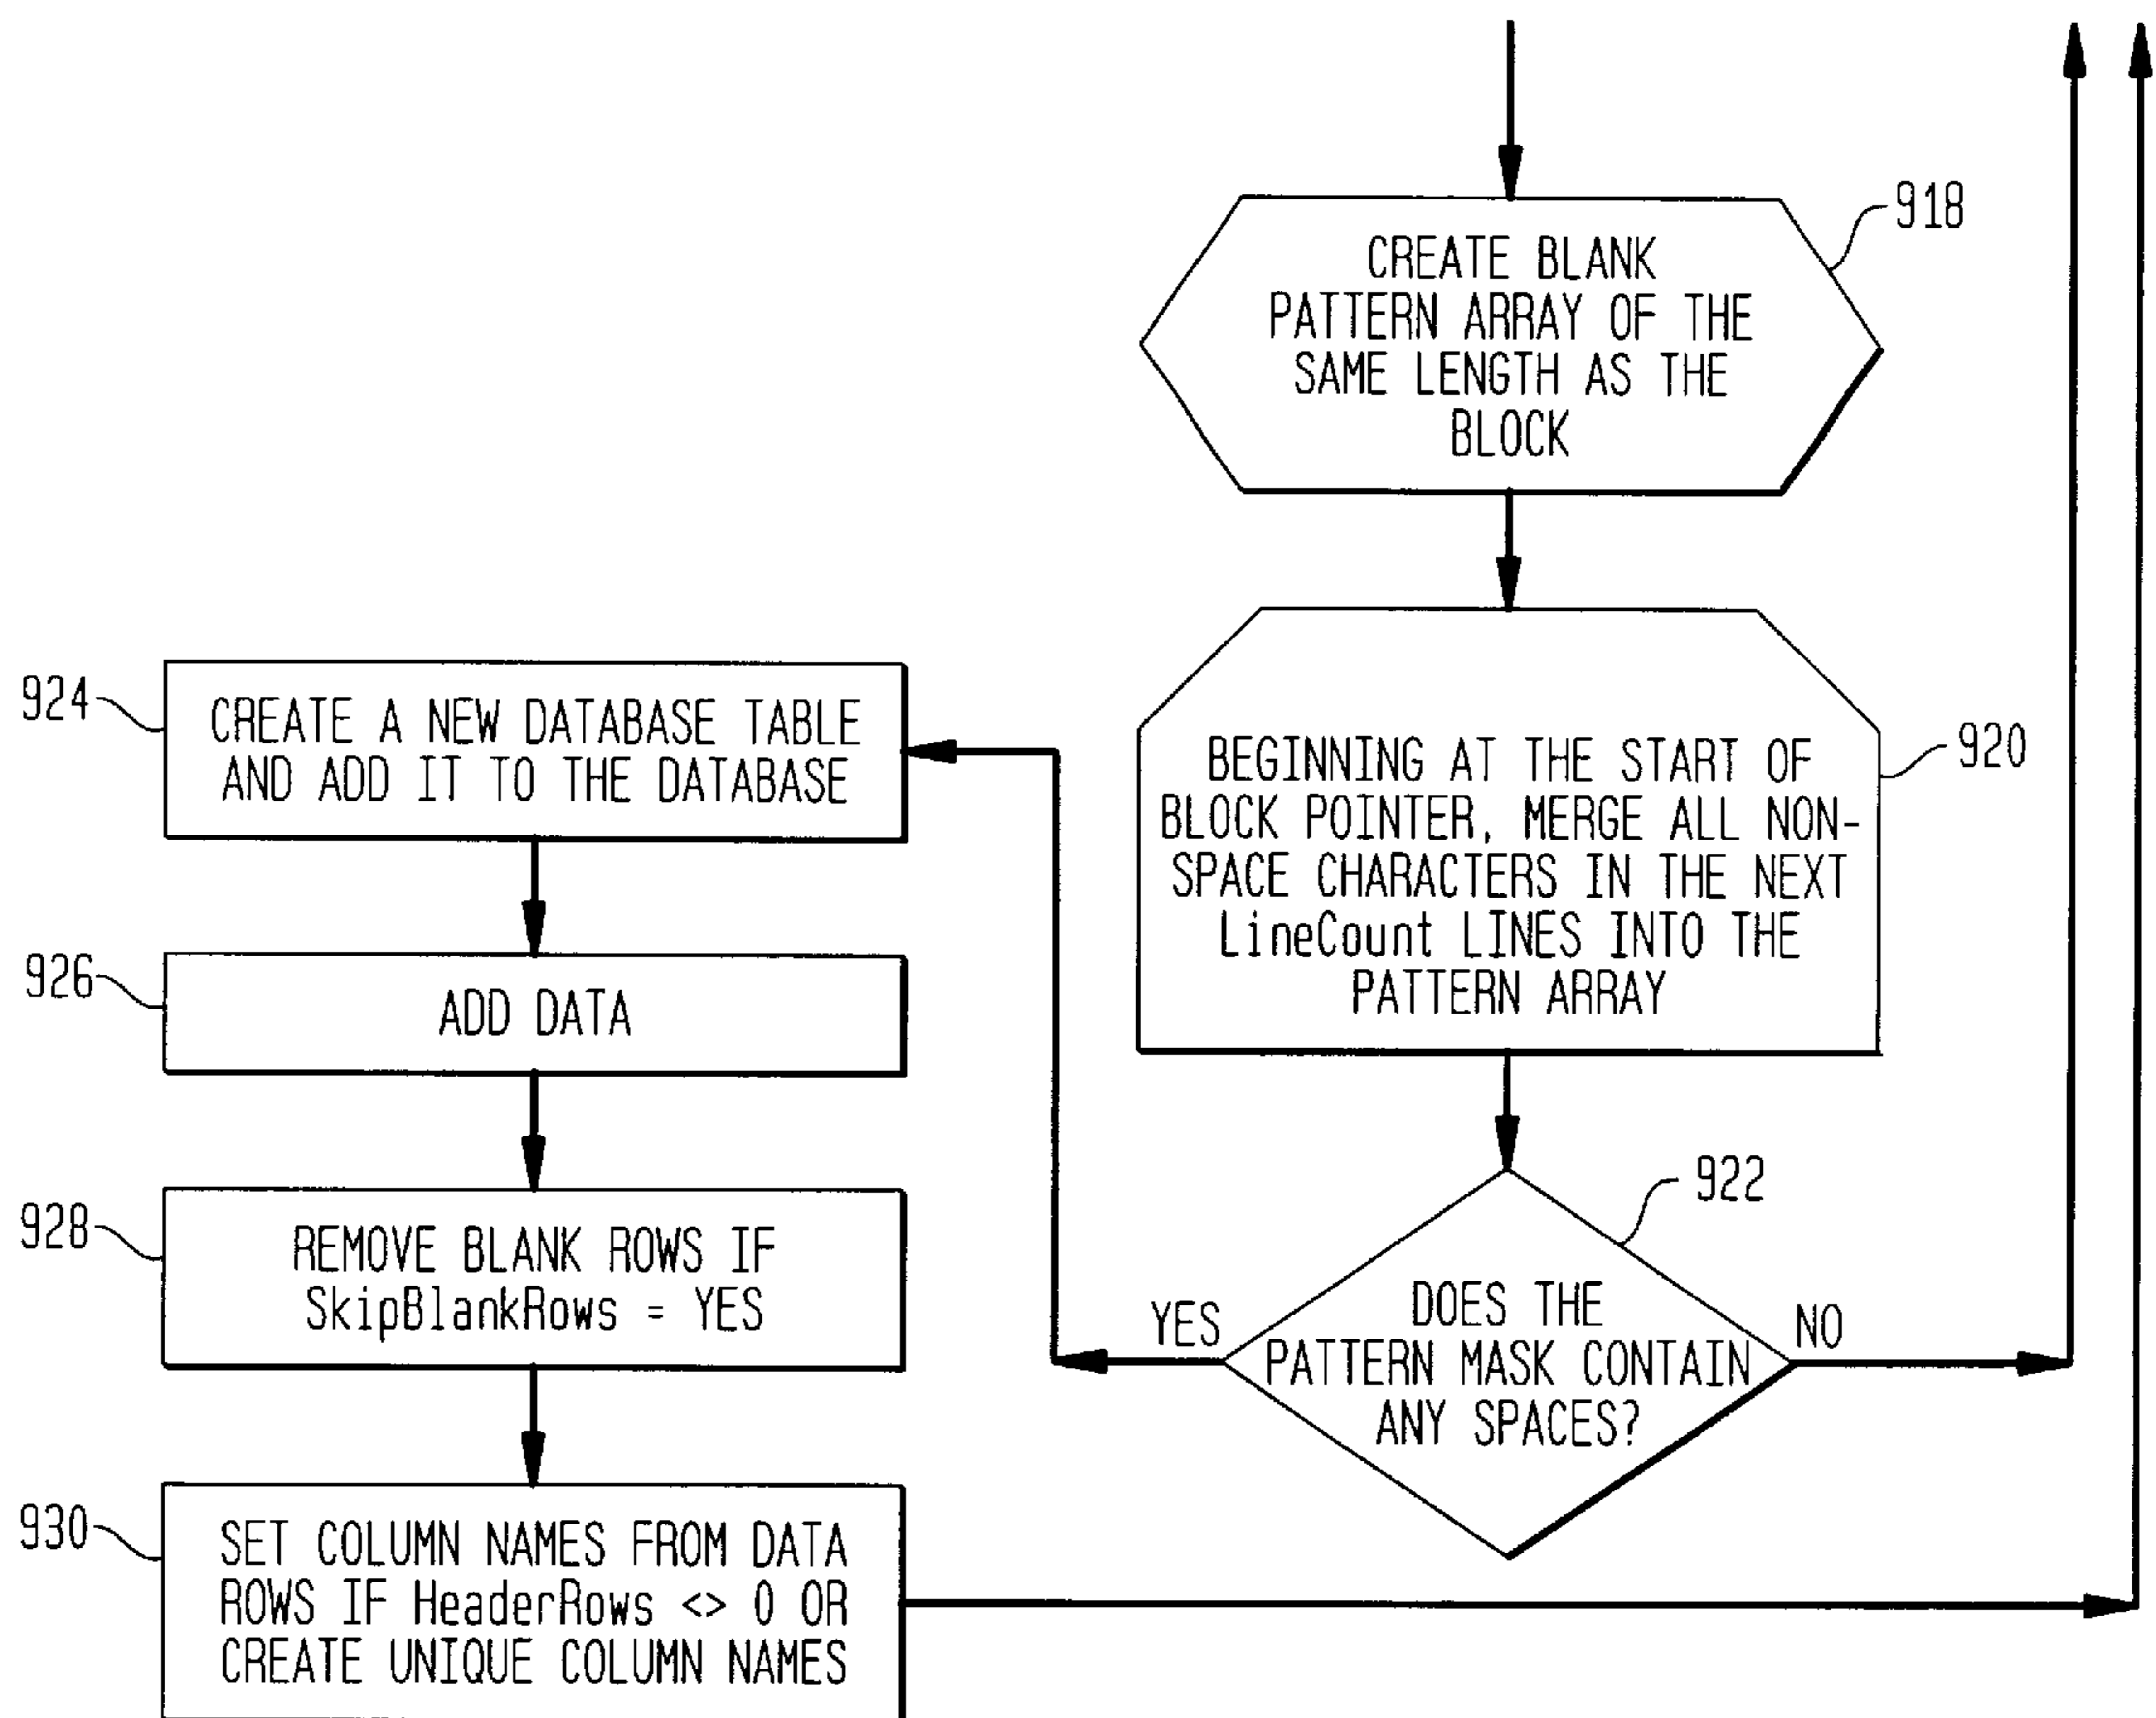 918
CREATE BLANK
PATTERN ARRAY OF THE
SAME LENGTH AS THE
BLOCK
920
BEGINNING AT THE START OF
BLOCK POINTER, MERGE ALL NON-
SPACE CHARACTERS IN THE NEXT
LineCount LINES INTO THE
PATTERN ARRAY
922
DOES THE
PATTERN MASK CONTAIN
ANY SPACES?
YES
NO
924
CREATE A NEW DATABASE TABLE
AND ADD IT TO THE DATABASE
926
ADD DATA
928
REMOVE BLANK ROWS IF
SkipBlankRows = YES
930
SET COLUMN NAMES FROM DATA
ROWS IF HeaderRows <> 0 OR
CREATE UNIQUE COLUMN NAMES